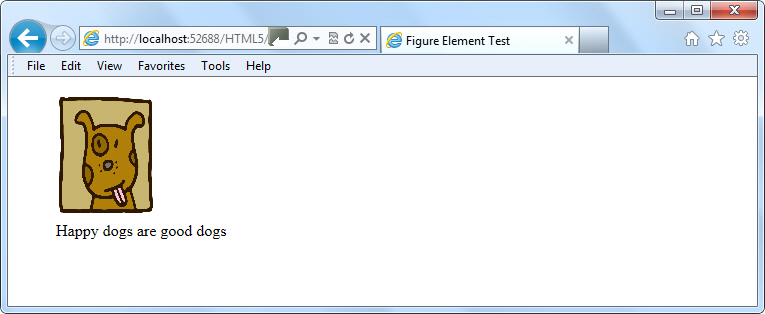 http://localhost:52688/HTML5/
Figure Element Test
File Edit View Favorites Tools Help
Happy dogs are good dogs